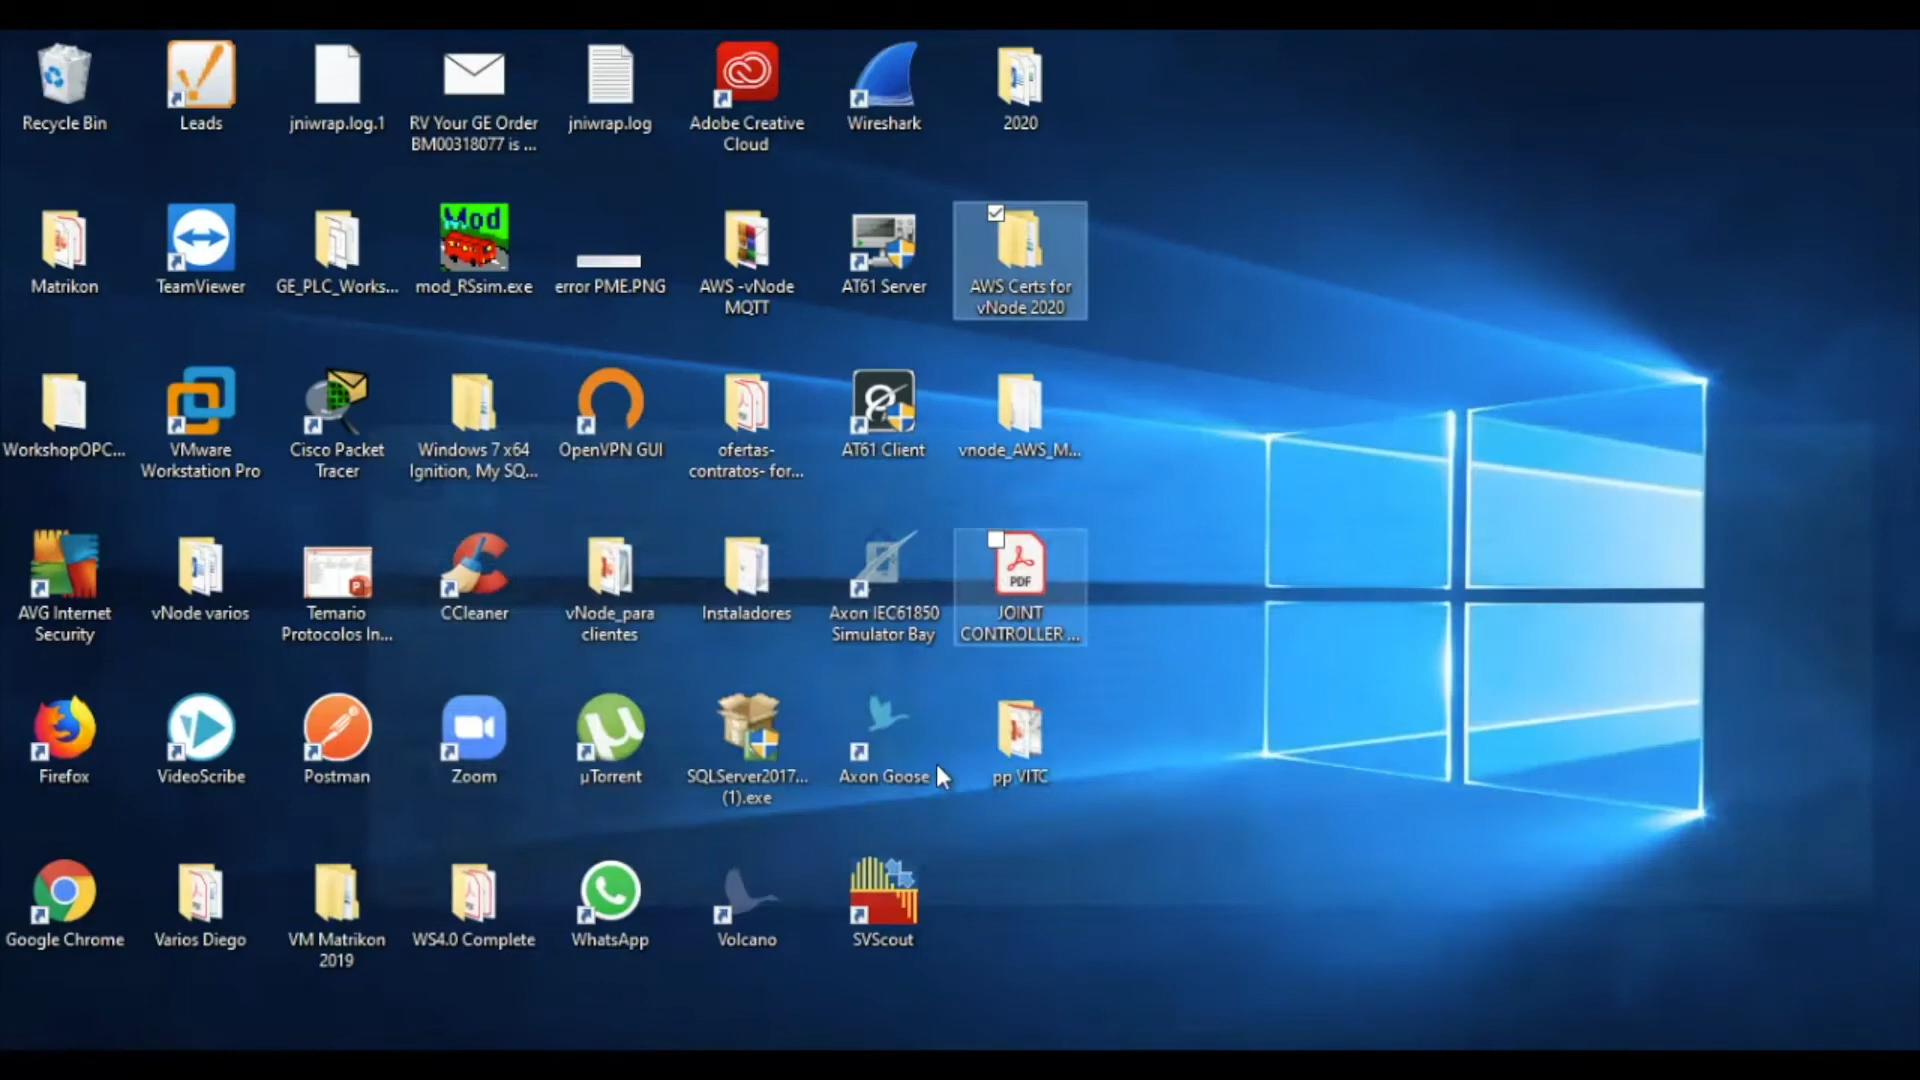 Recycle Bin
Leads
jniwrap.log.1
RV Your GE Order
BM00318077 is ...
jniwrap.log
Adobe Creative
Cloud
Wireshark
2020
Matrikon
TeamViewer
GE_PLC_Works...
Mod
mod_RSsim.exe
error PME.PNG
AWS -vNode
MQTT
AT61 Server
AWS Certs for
vNode 2020
WorkshopOPC...
VMware
Workstation Pro
Cisco Packet
Tracer
Windows 7 x64
Ignition, My SQ...
OpenVPN GUI
ofertas-
contratos- for...
AT61 Client
vnode_AWS_M...
AVG Internet
Security
vNode varios
Temario
Protocolos In...
CCleaner
vNode_para
clientes
Instaladores
Axon IEC61850
Simulator Bay
PDF
JOINT
CONTROLLER ...
Firefox
VideoScribe
Postman
Zoom
µTorrent
SQLServer2017...
(1).exe
Axon Goose
pp VITC
Google Chrome
Varios Diego
VM Matrikon
2019
WS4.0 Complete
WhatsApp
Volcano
SVScout